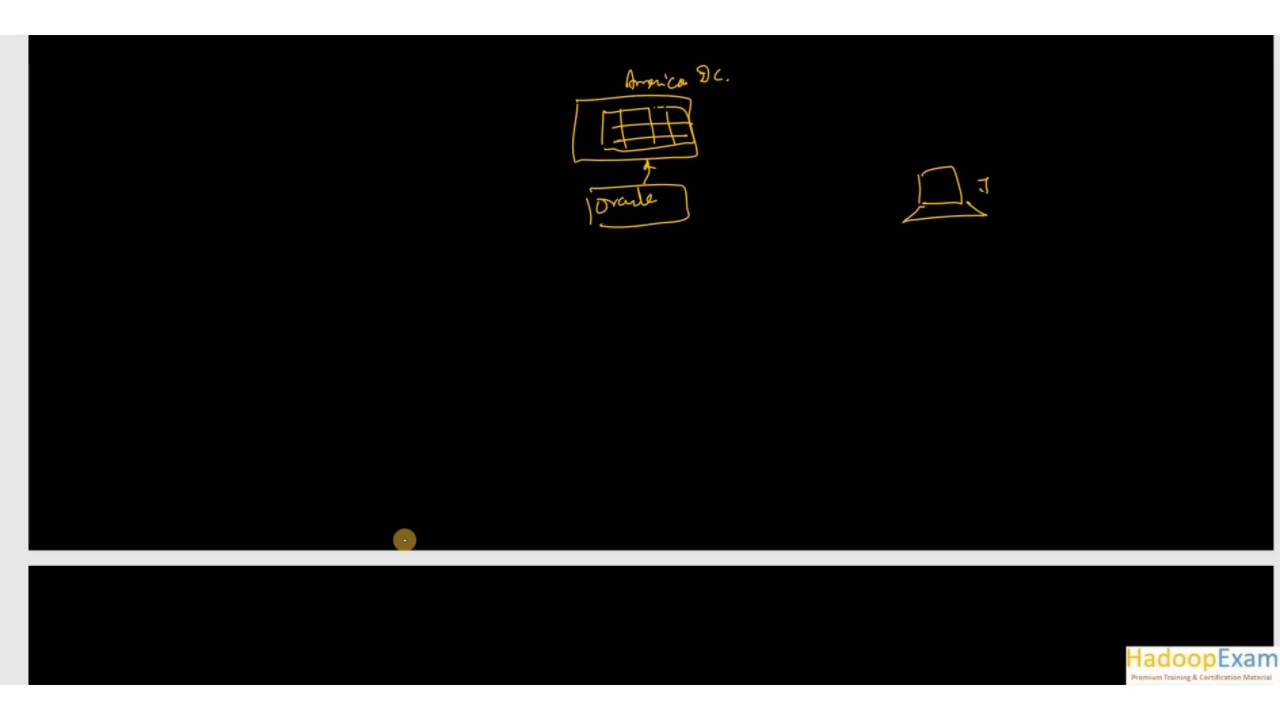 America DC.
Oracle
J
HadoopExam
Premium Training & Certification Material